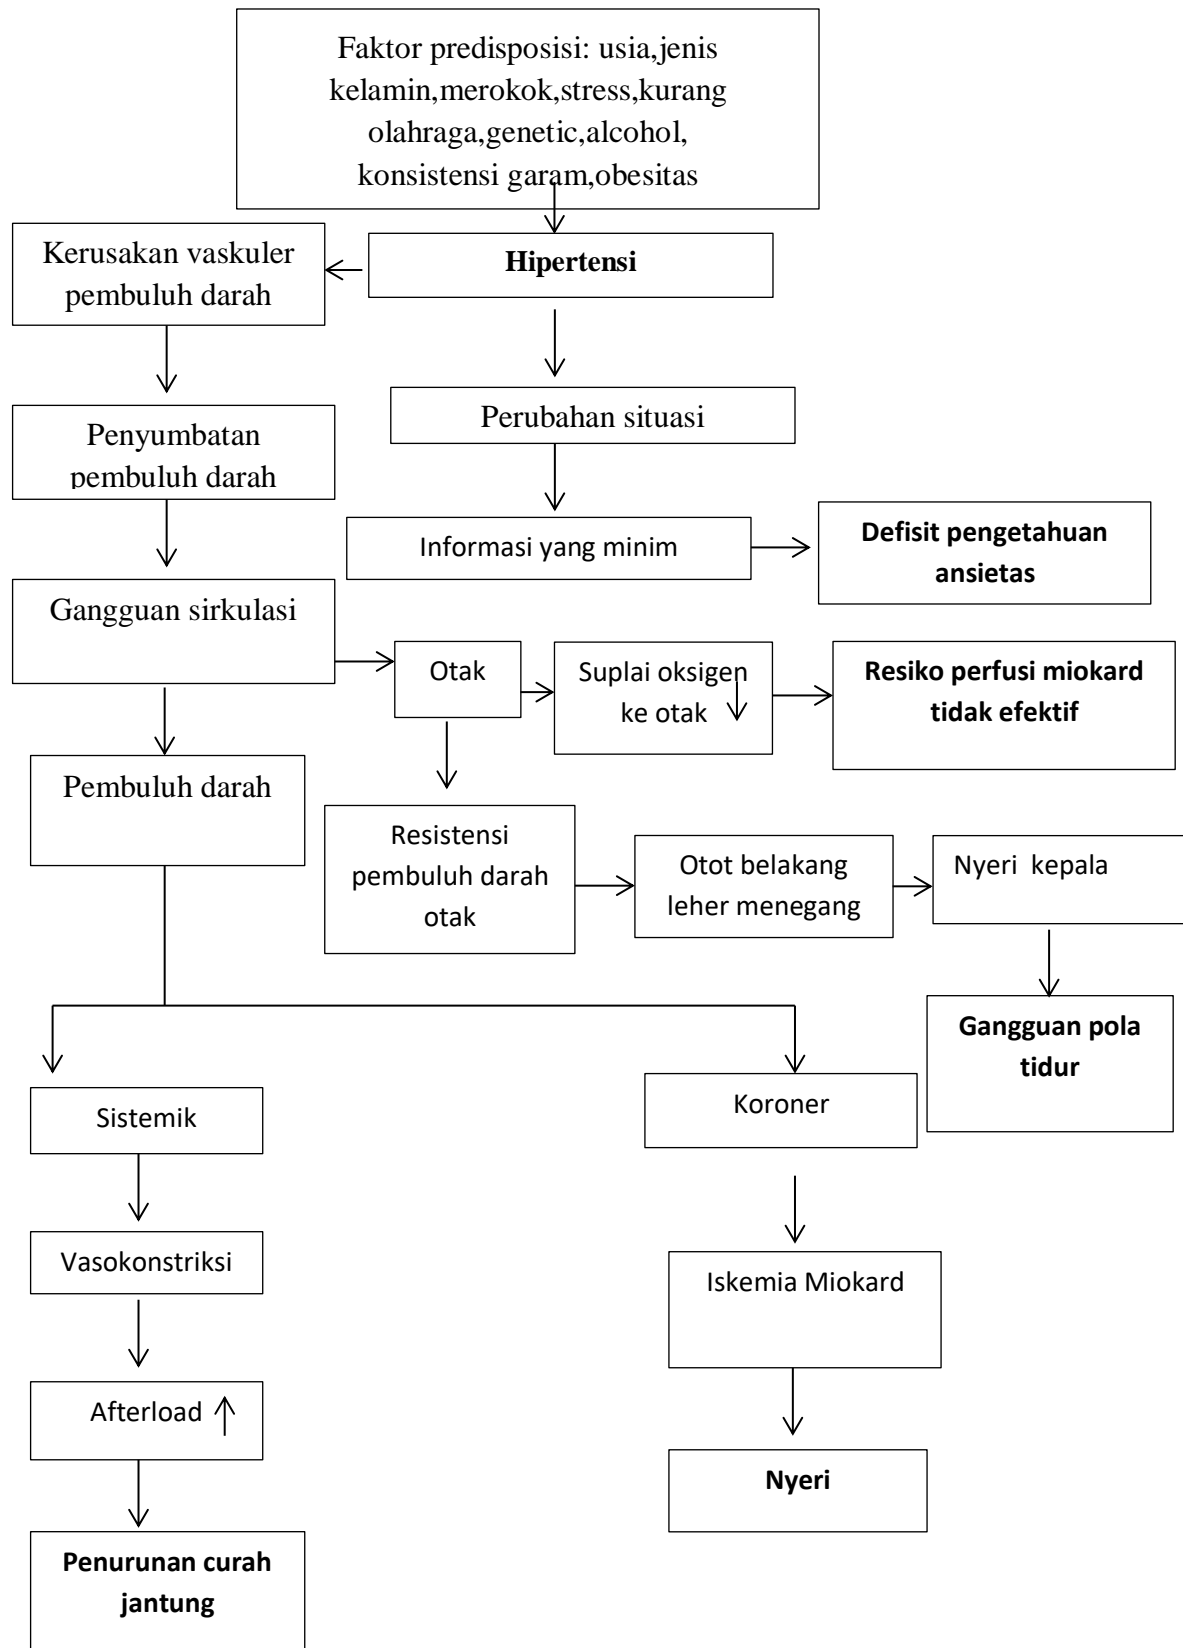 Faktor predisposisi: usia,jenis
kelamin,merokok,stress,kurang
olahraga,genetic,alcohol,
konsistensi garam,obesitas
Kerusakan vaskuler
pembuluh darah
Hipertensi
Penyumbatan
pembuluh darah
Perubahan situasi
Informasi yang minim
Defisit pengetahuan
ansietas
Gangguan sirkulasi
Otak
Suplai oksigen
ke otak ↓
Resiko perfusi miokard
tidak efektif
Pembuluh darah
Resistensi
pembuluh darah
otak
Otot belakang
leher menegang
Nyeri kepala
Gangguan pola
tidur
Sistemik
Koroner
Vasokonstriksi
Iskemia Miokard
Afterload ↑
Nyeri
Penurunan curah
jantung